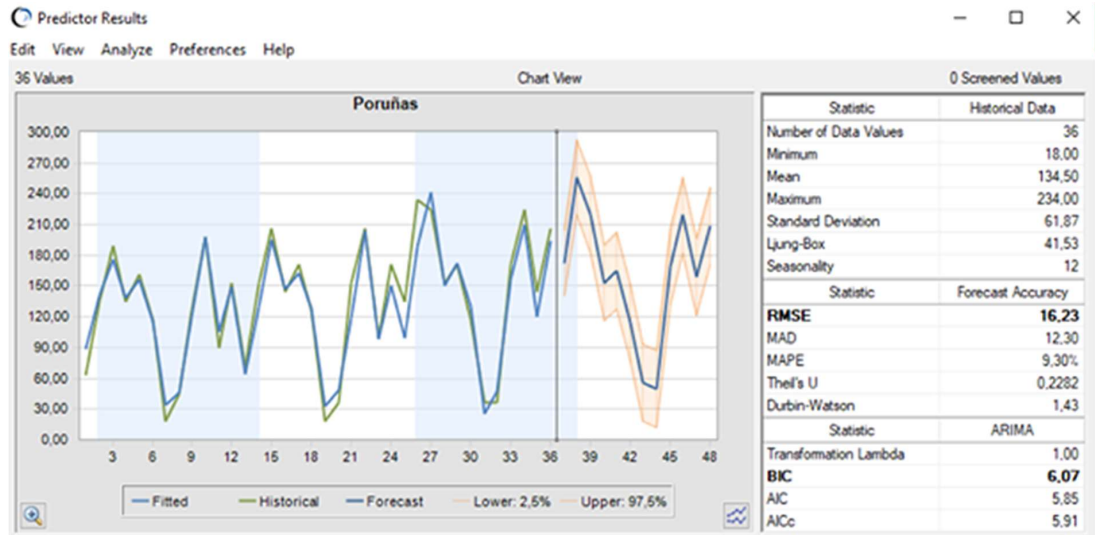 Predictor Results
Edit View Analyze Preferences Help
36 Values Chart View 0 Screened Values
Poruñas
300,00
270,00
240,00
210,00
180,00
150,00
120,00
90,00
60,00
30,00
0,00
3 6 9 12 15 18 21 24 27 30 33 36 39 42 45 48
Fitted Historical Forecast Lower: 2,5% Upper: 97,5%
Statistic Historical Data
Number of Data Values 36
Minimum 18,00
Mean 134,50
Maximum 234,00
Standard Deviation 61,87
Ljung-Box 41,53
Seasonality 12
Statistic Forecast Accuracy
RMSE 16,23
MAD 12,30
MAPE 9,30%
Theil's U 0,2282
Durbin-Watson 1,43
Statistic ARIMA
Transformation Lambda 1,00
BIC 6,07
AIC 5,85
AICc 5,91